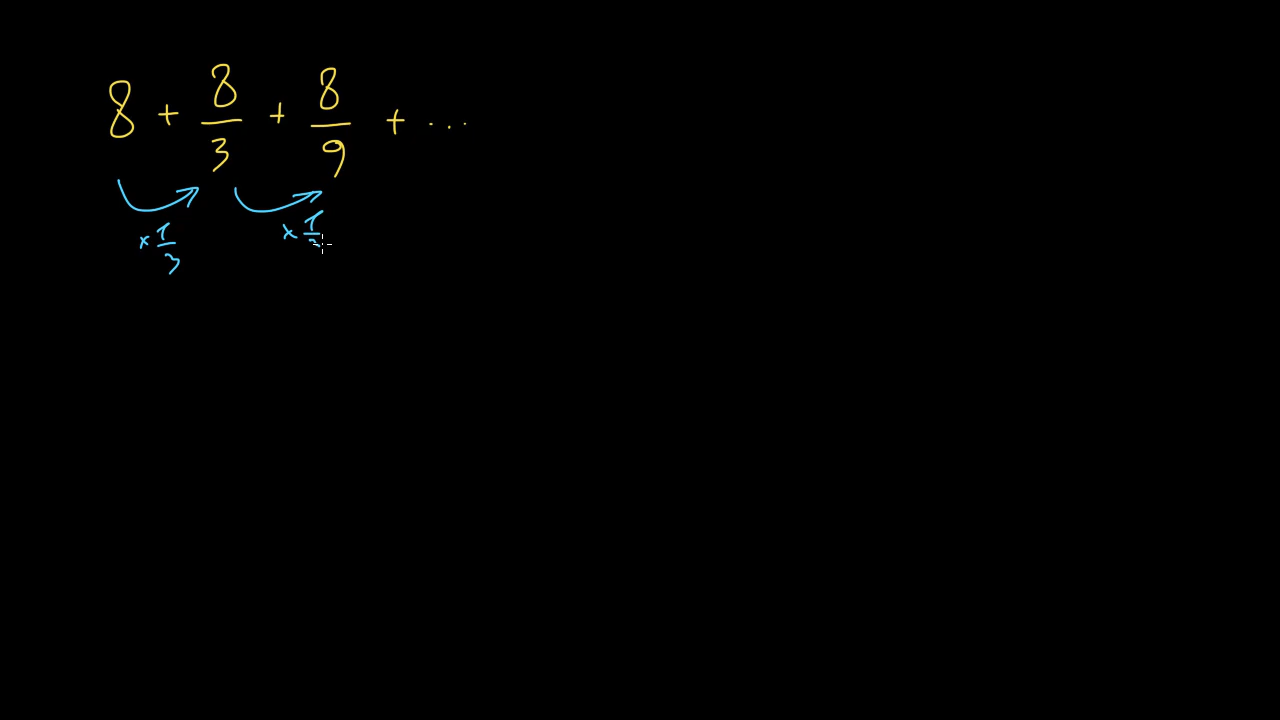 8 + 8/3 + 8/9 + ...
× 1/3 × 1/3